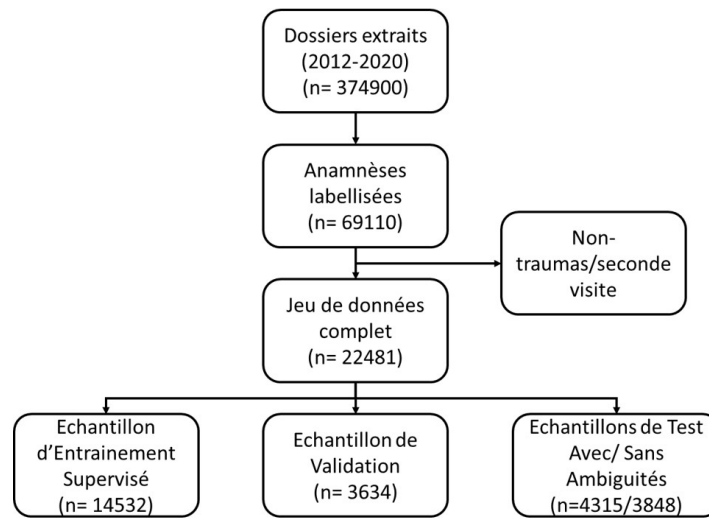 Dossiers extraits
(2012-2020)
(n= 374900)
Anamnèses
labellisées
(n= 69110)
Non-
traumas/seconde
visite
Jeu de données
complet
(n= 22481)
Echantillon
d’Entrainement
Supervisé
(n= 14532)
Echantillon de
Validation
(n= 3634)
Echantillons de Test
Avec/ Sans
Ambiguités
(n=4315/3848)